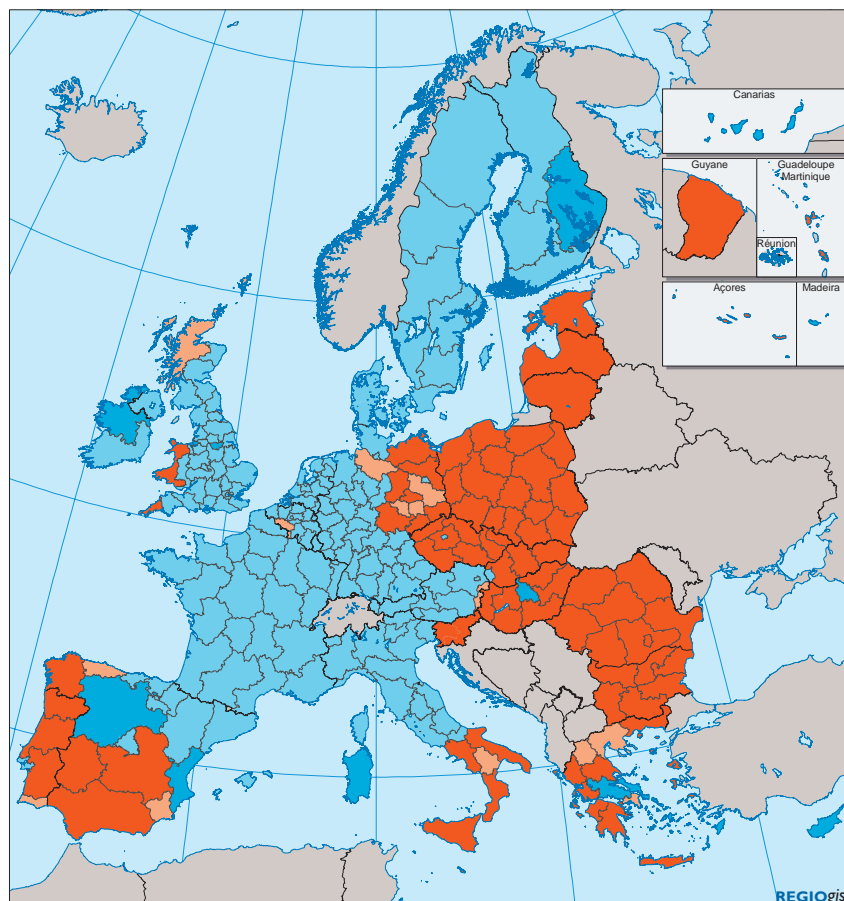 Canarias
Guyane
Guadeloupe
Martinique
Réunion
Açores
Madeira
REGIOgis